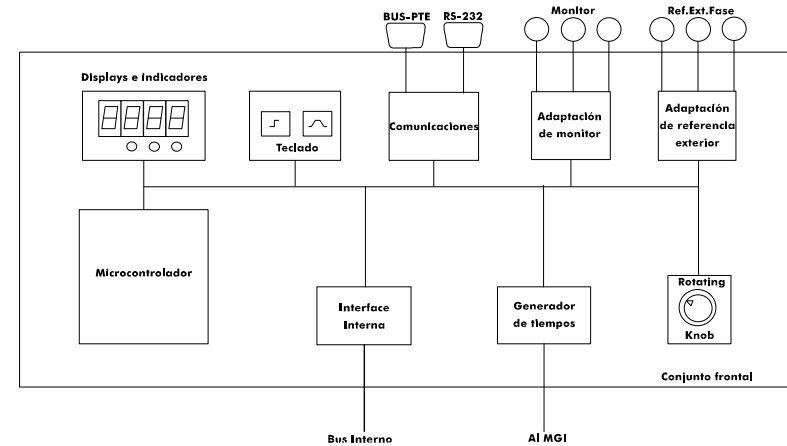 BUS-PTE RS-232 Monitor Ref.Ext.Fase
Displays e indicadores
8888
Teclado
Comunicaciones
Adaptación
de monitor
Adaptación
de referencia
exterior
Microcontrolador
Interface
Interna
Generador
de tiempos
Rotating
Knob
Conjunto frontal
Bus Interno
Al MGI